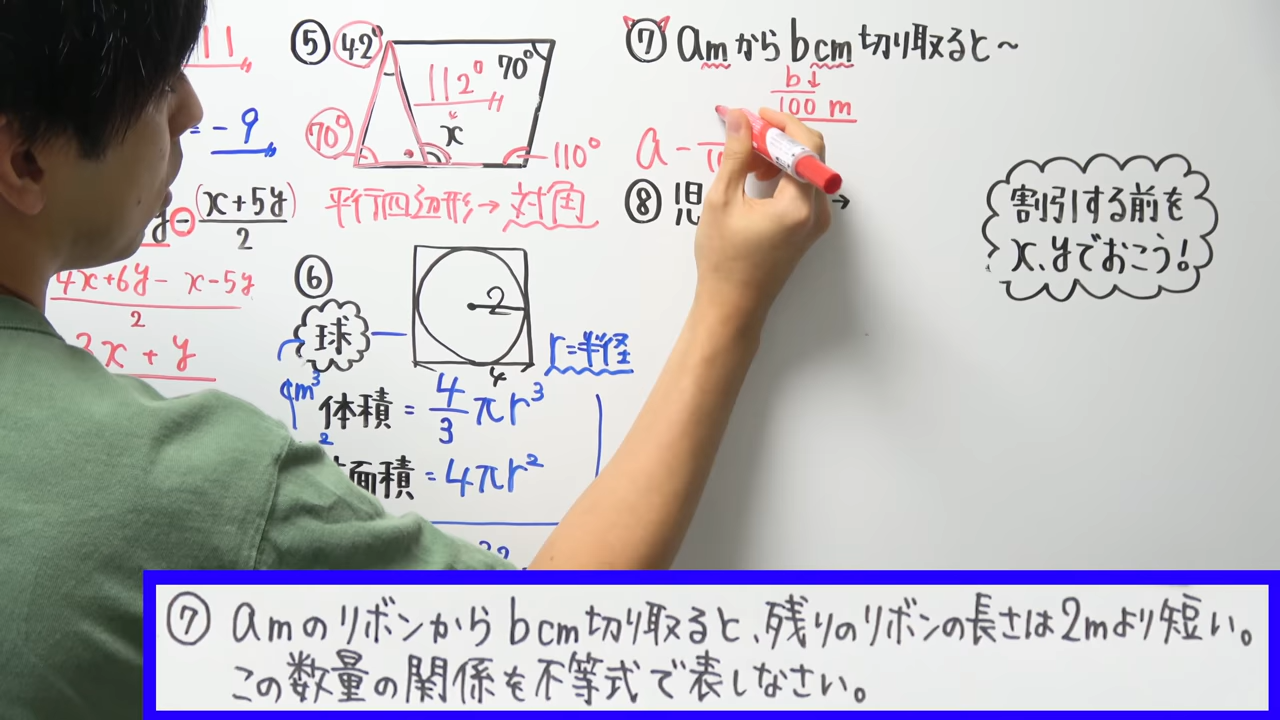 11
= -9
(x+5y)
y - 2
4x+6y - x-5y
2
3x + y
⑤ 42°
70°
112°
x
70°
110°
平行四辺形→対角
⑥
球
2
4
r=半径
cm³
体積 = 4/3 πr³
2
面積 = 4πr²
32
⑦ amからbcm切り取ると~
b↓
100 m
a -
⑧ 児
→
割引する前を
x、yでおこう!
⑦ amのリボンからbcm切り取ると、残りのリボンの長さは2mより短い。
この数量の関係を不等式で表しなさい。